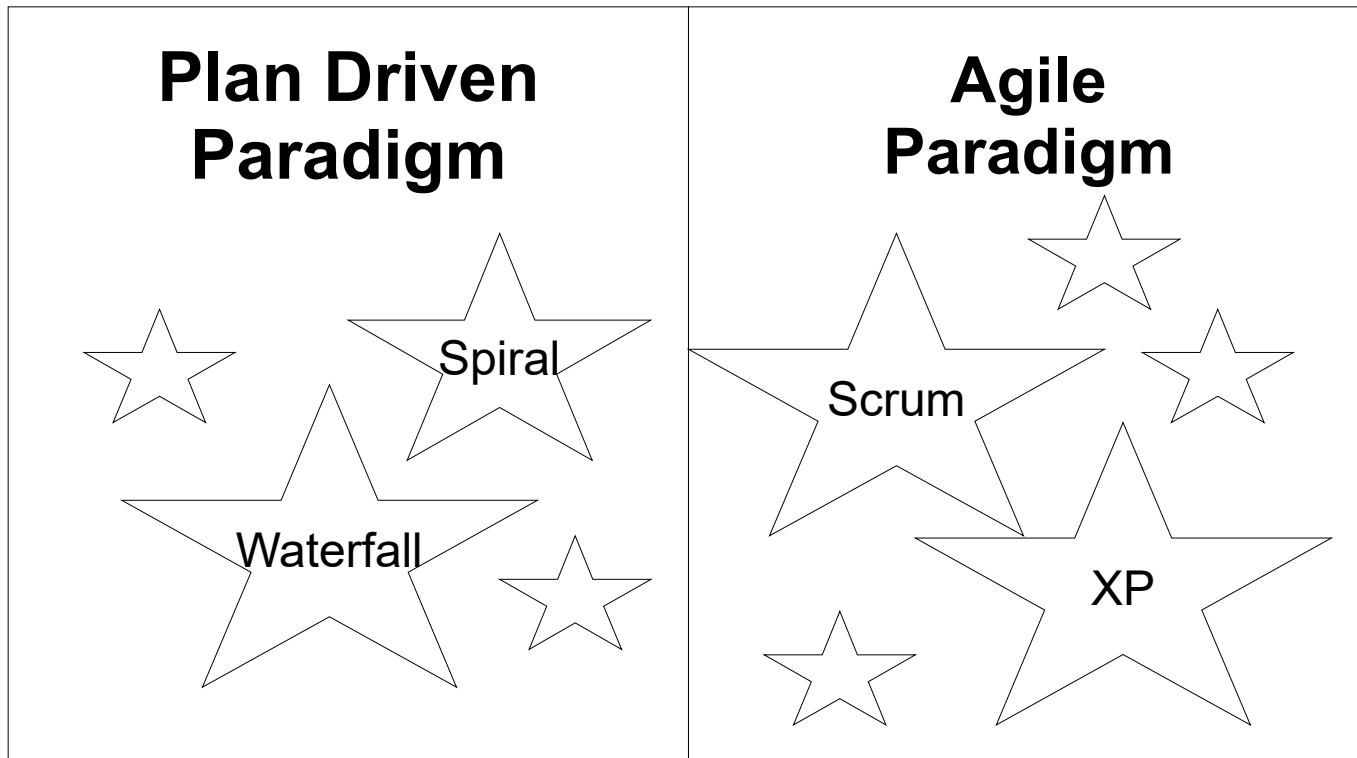 Plan Driven
Paradigm
Spiral
Waterfall
Agile
Paradigm
Scrum
XP